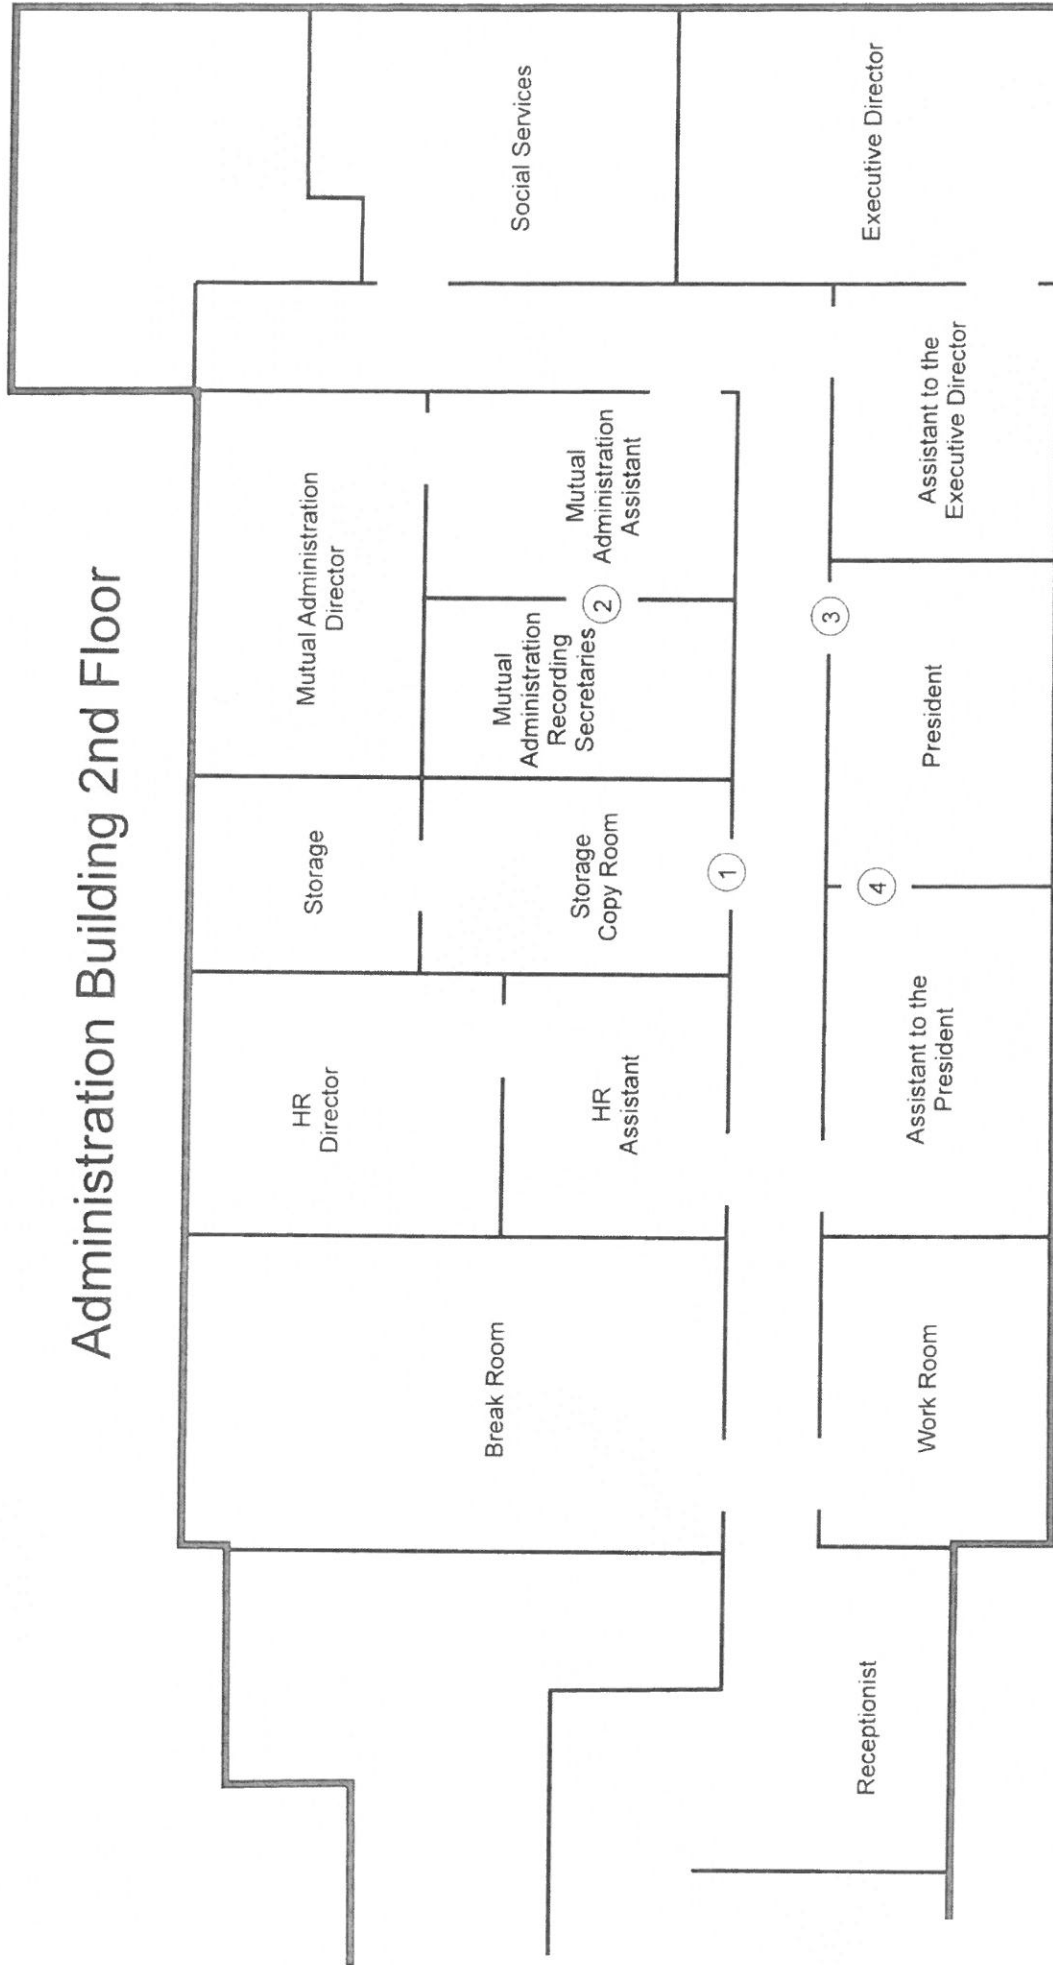 Administration Building 2nd Floor
Mutual Administration
Director
Storage
HR
Director
Social Services
Mutual
Administration
Assistant
Mutual
Administration
Recording
Secretaries
2
Storage
Copy Room
1
HR
Assistant
Break Room
Executive Director
Assistant to the
Executive Director
3
President
4
Assistant to the
President
Work Room
Receptionist